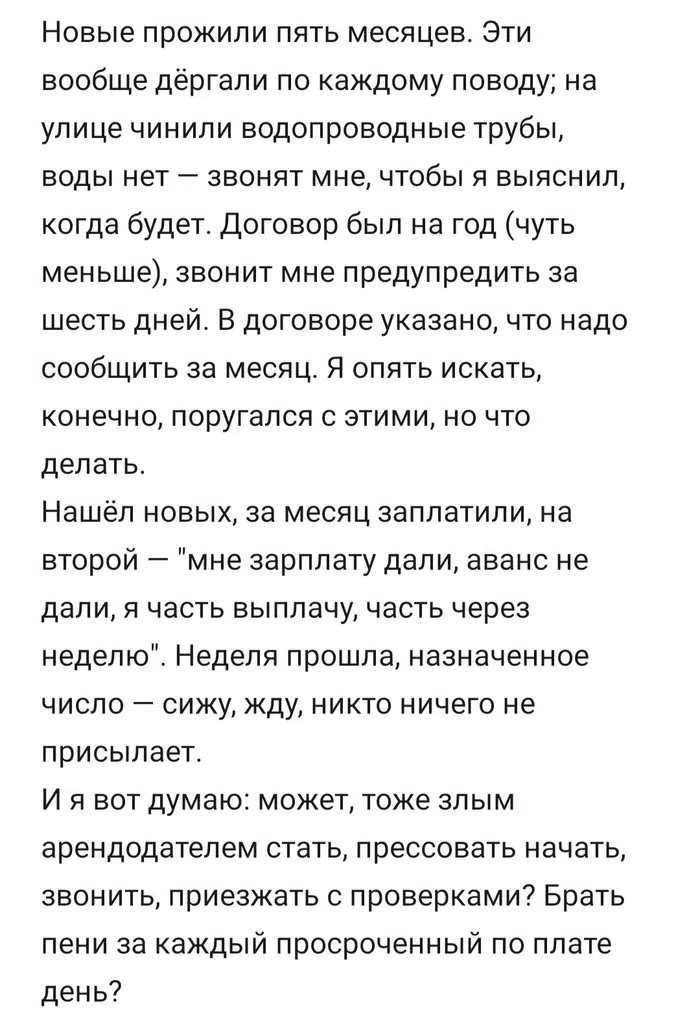 Новые прожили пять месяцев. Эти
вообще дёргали по каждому поводу; на
улице чинили водопроводные трубы,
воды нет — звонят мне, чтобы я выяснил,
когда будет. Договор был на год (чуть
меньше), звонит мне предупредить за
шесть дней. В договоре указано, что надо
сообщить за месяц. Я опять искать,
конечно, поругался с этими, но что
делать.
Нашёл новых, за месяц заплатили, на
второй — "мне зарплату дали, аванс не
дали, я часть выплачу, часть через
неделю". Неделя прошла, назначенное
число — сижу, жду, никто ничего не
присылает.
И я вот думаю: может, тоже злым
арендодателем стать, прессовать начать,
звонить, приезжать с проверками? Брать
пени за каждый просроченный по плате
день?